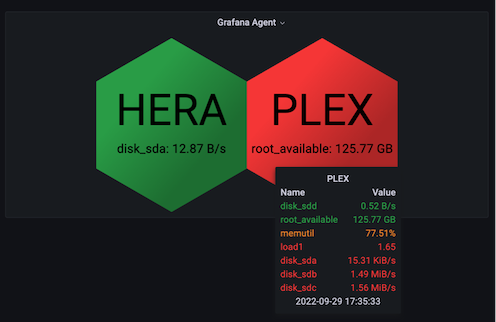 Grafana Agent
HERA PLEX
disk_sda: 12.87 B/s root_available: 125.77 GB
PLEX
Name Value
disk_sdd 0.52 B/s
root_available 125.77 GB
memutil 77.51%
load1 1.65
disk_sda 15.31 KiB/s
disk_sdb 1.49 MiB/s
disk_sdc 1.56 MiB/s
2022-09-29 17:35:33